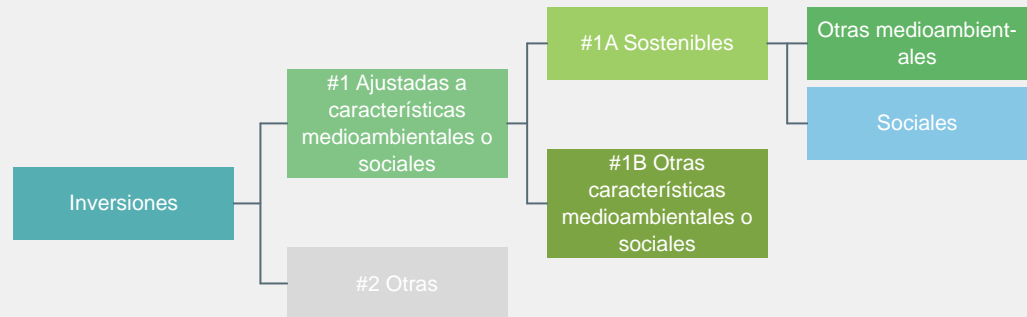 Inversiones
#1 Ajustadas a
características
medioambientales o
sociales
#2 Otras
#1A Sostenibles
#1B Otras
características
medioambientales o
sociales
Otras medioambient-
ales
Sociales